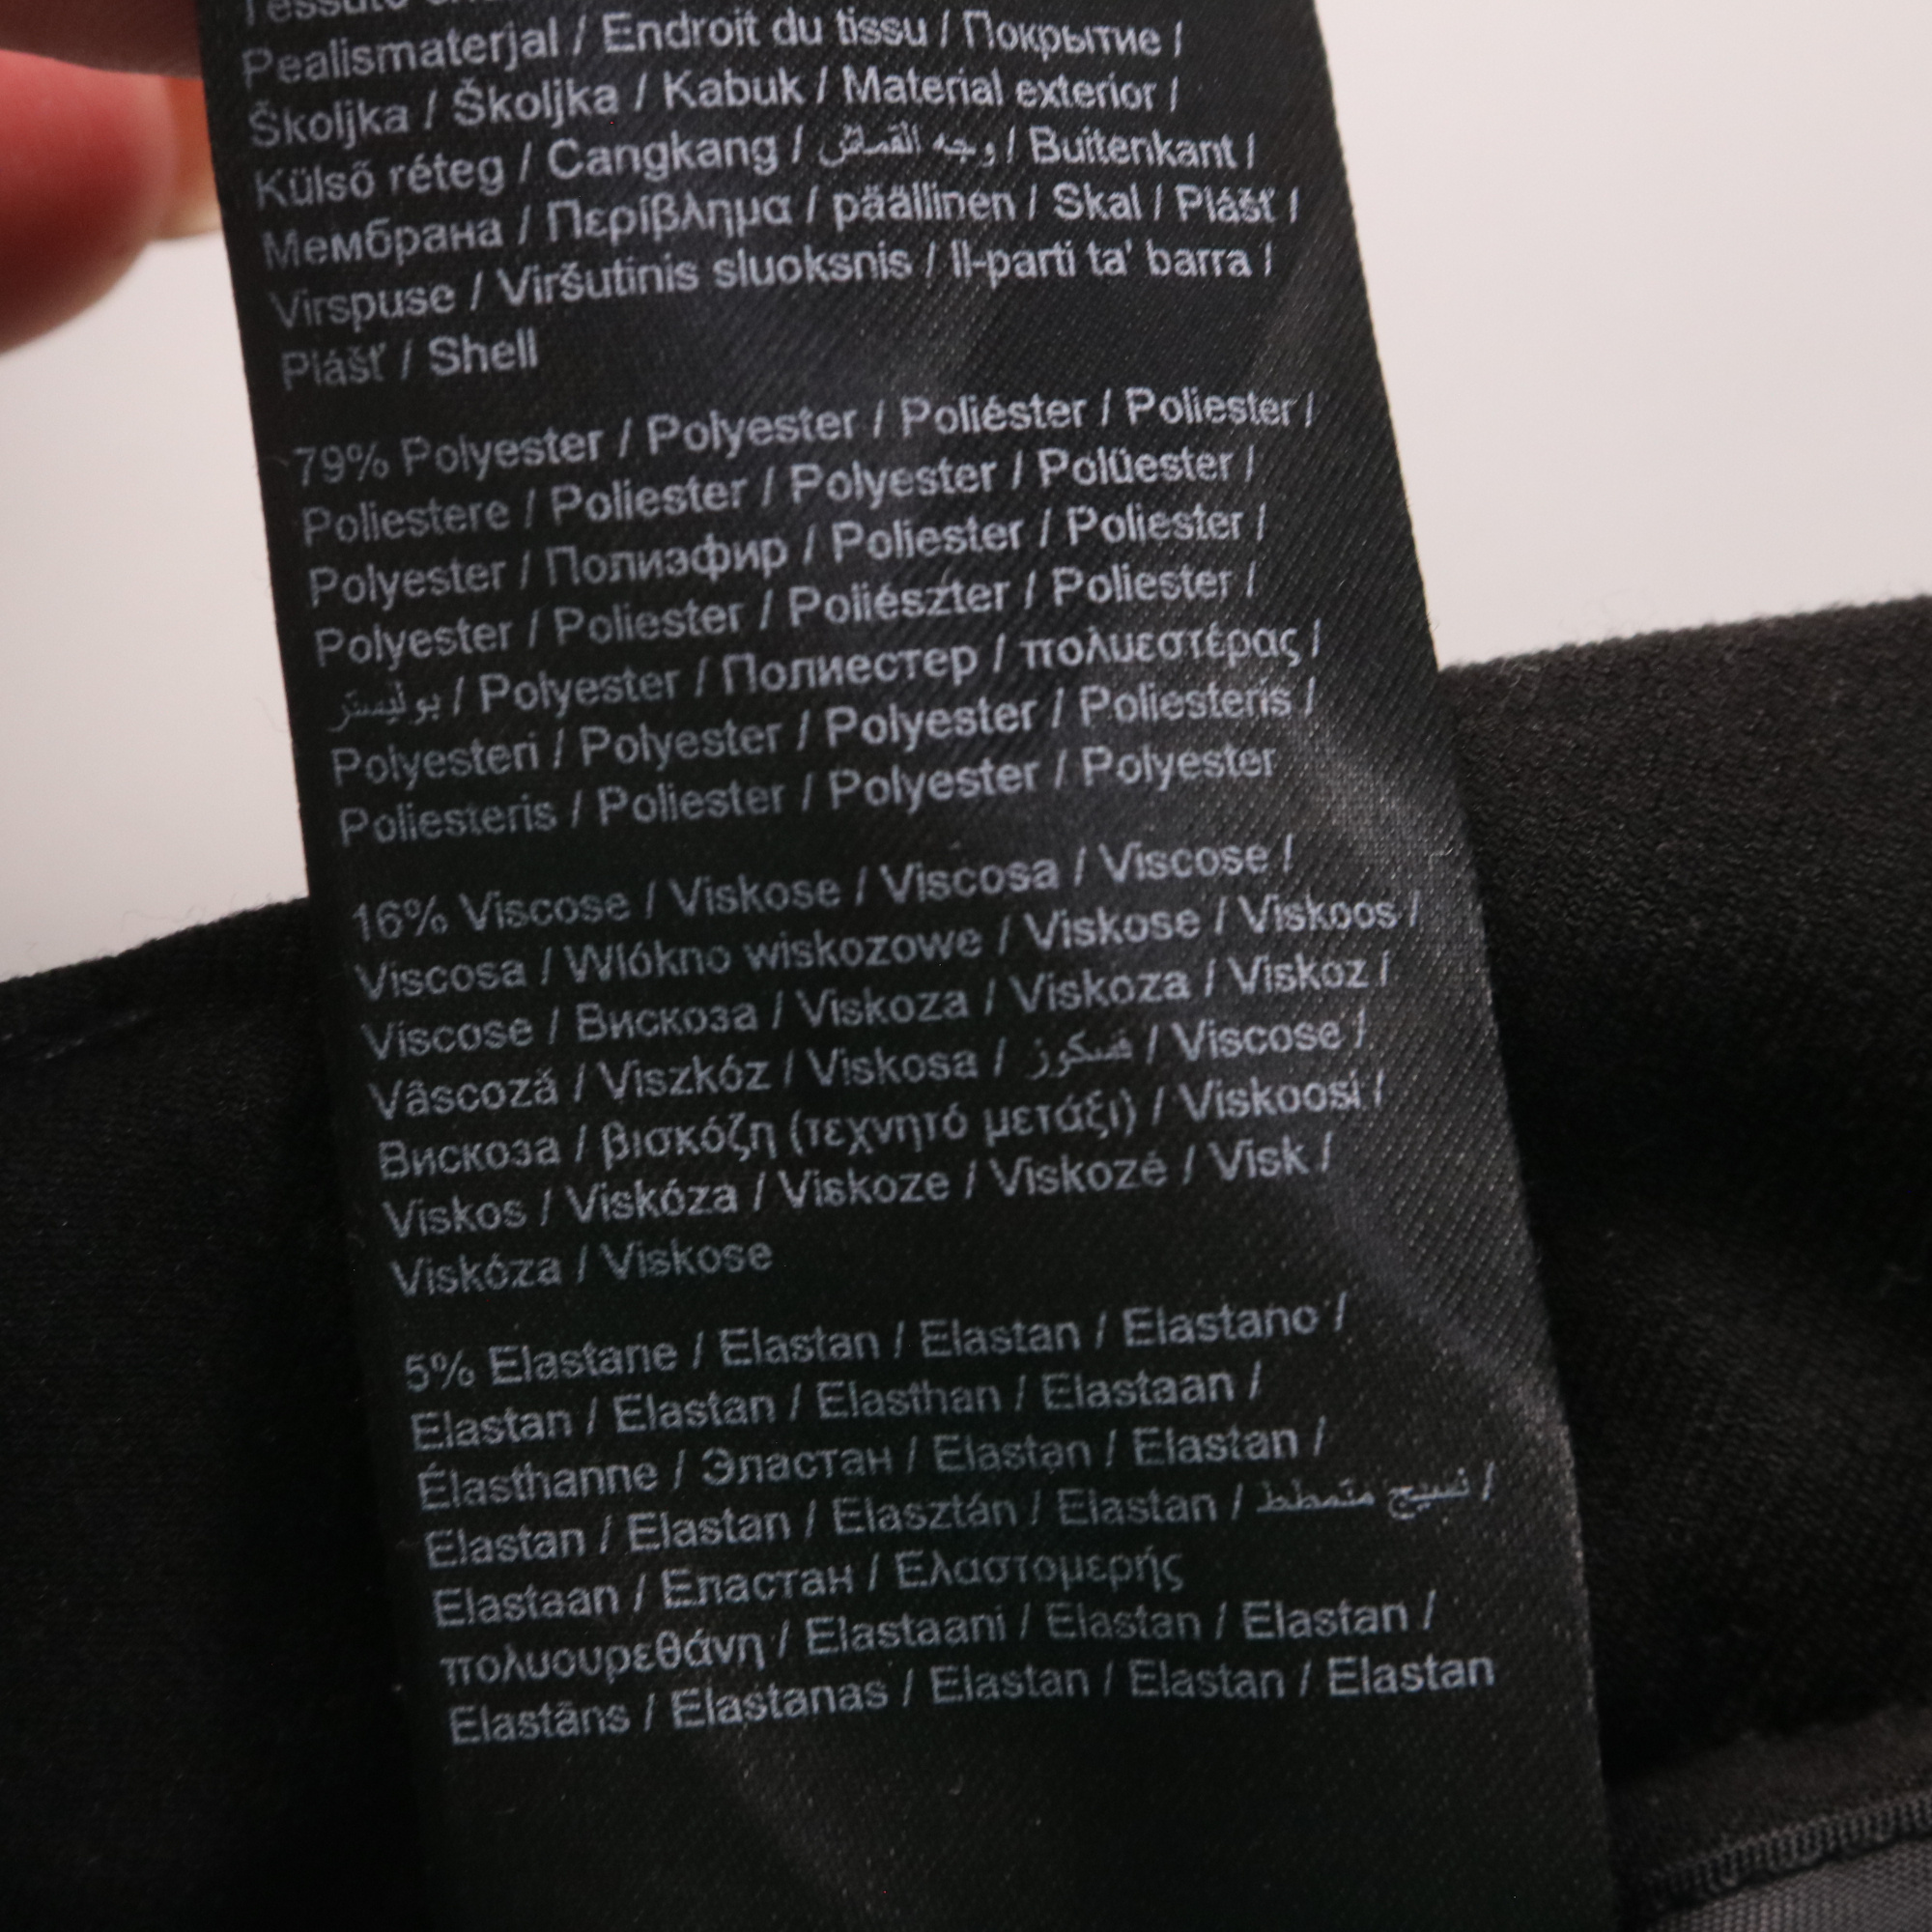 Tessuto
Pealismaterjal / Endroit du tissu / Покрытие /
Školjka / Školjka / Kabuk / Material exterior /
Külső réteg / Cangkang / وجه القماش / Buitenkant /
Мембрана / Περίβλημα / päällinen / Skal / Plášť /
Virspuse / Viršutinis sluoksnis / Il-parti ta' barra /
Plášť / Shell
79% Polyester / Polyester / Poliéster / Poliester /
Poliestere / Poliester / Polyester / Polüester /
Polyester / Полиэфир / Poliester / Poliester /
Polyester / Poliester / Poliészter / Poliester /
بوليستر / Polyester / Полиестер / πολυεστέρας /
Polyesteri / Polyester / Polyester / Poliesteris /
Poliesteris / Poliester / Polyester / Polyester
16% Viscose / Viskose / Viscosa / Viscose /
Viscosa / Wlókno wiskozowe / Viskose / Viskoos /
Viscose / Вискоза / Viskoza / Viskoza / Viskoz /
Vâscoză / Viszkóz / Viskosa / فسكوز / Viscose /
Вискоза / βισκόζη (τεχνητό μετάξι) / Viskoosi /
Viskos / Viskóza / Viskoze / Viskozė / Visk /
Viskóza / Viskose
5% Elastane / Elastan / Elastan / Elastano /
Elastan / Elastan / Elasthan / Elastaan /
Élasthanne / Эластан / Elastan / Elastan /
Elastan / Elastan / Elasztán / Elastan / نسيج متمطط /
Elastaan / Еластан / Ελαστομερής
πολυουρεθάνη / Elastaani / Elastan / Elastan /
Elastāns / Elastanas / Elastan / Elastan / Elastan